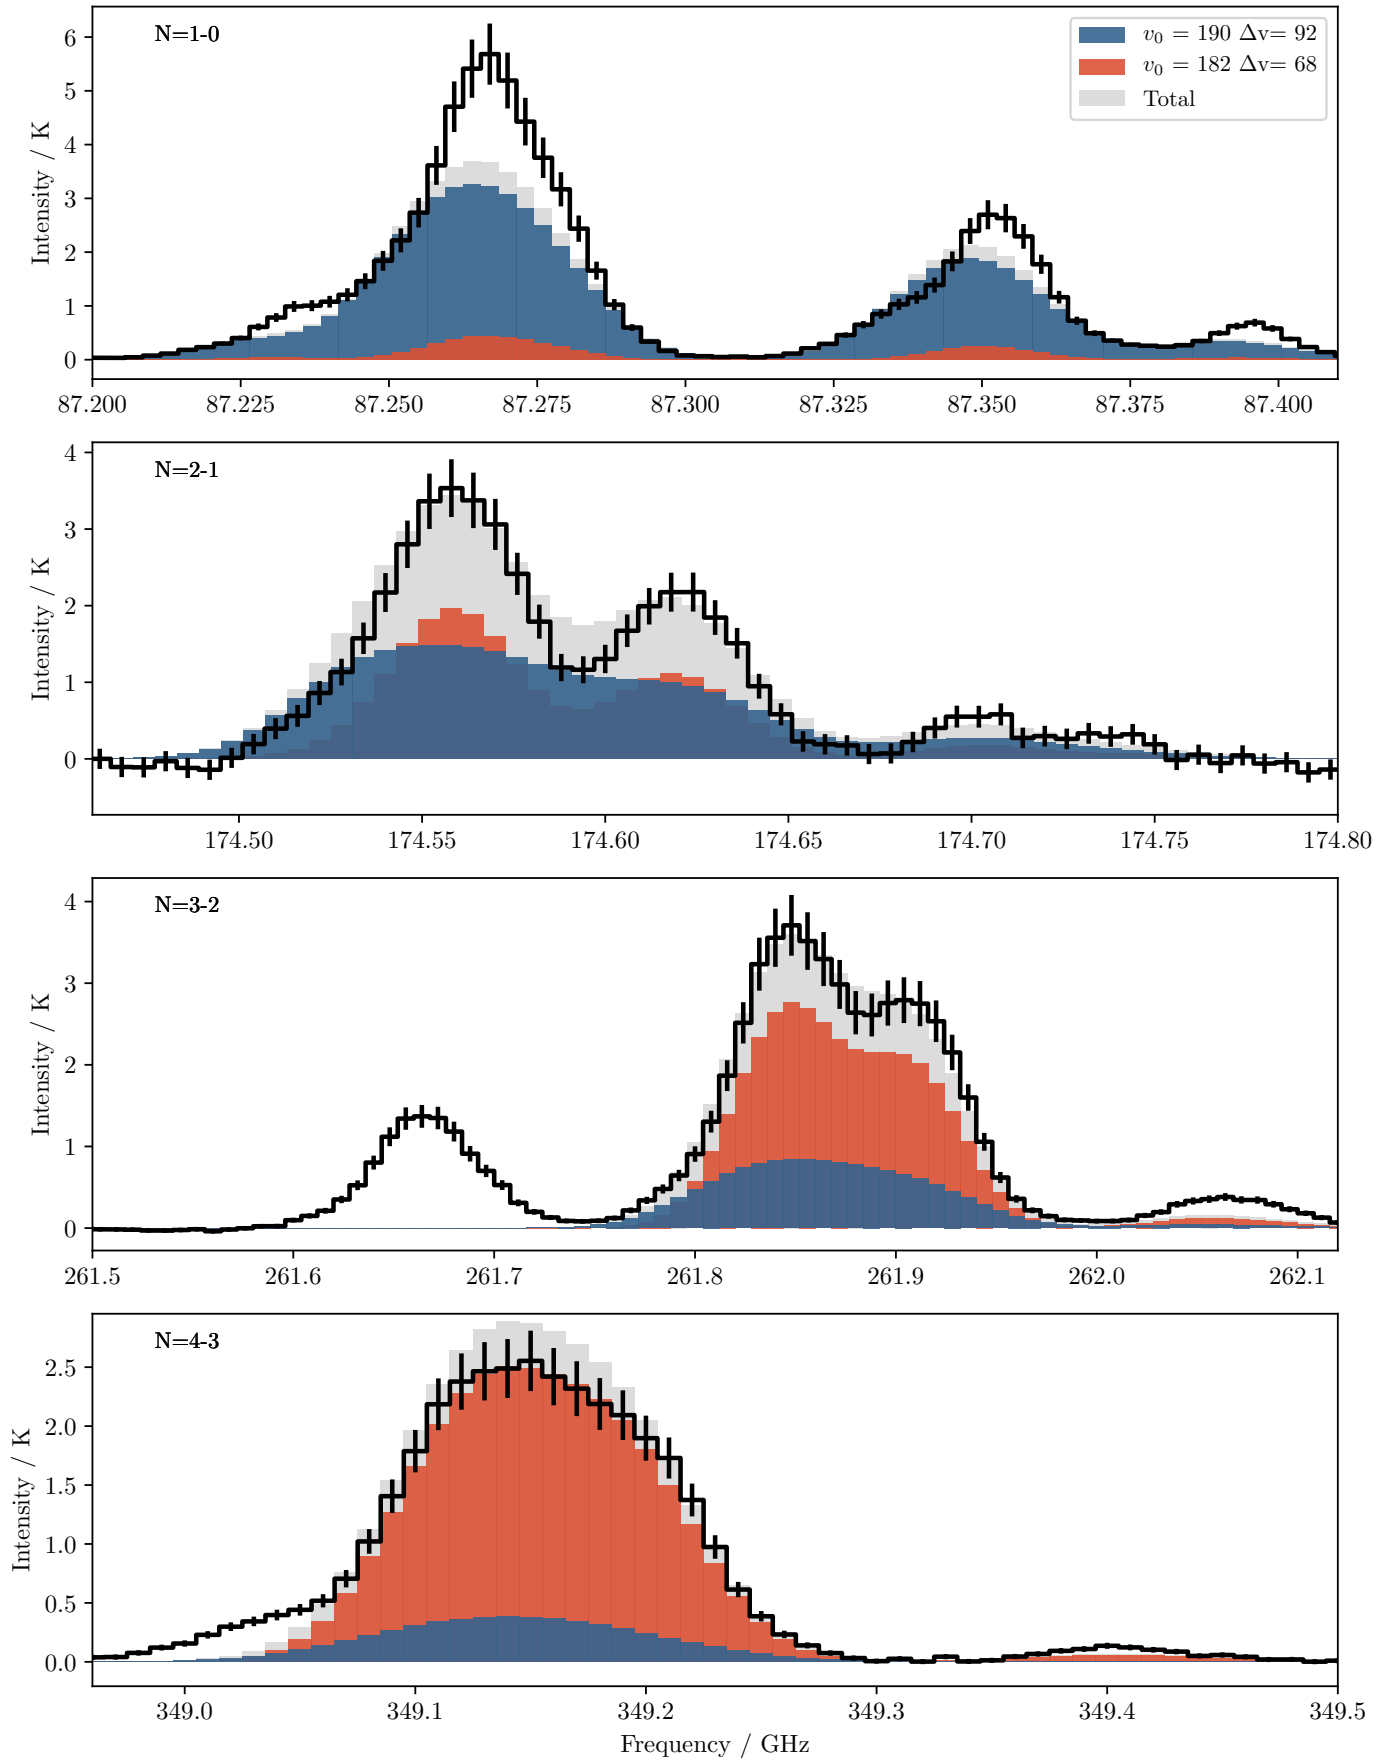 N=1-0
v₀ = 190 Δv= 92
v₀ = 182 Δv= 68
Total
Intensity / K
6
5
4
3
2
1
0
87.200 87.225 87.250 87.275 87.300 87.325 87.350 87.375 87.400
N=2-1
Intensity / K
4
3
2
1
0
174.50 174.55 174.60 174.65 174.70 174.75 174.80
N=3-2
Intensity / K
4
3
2
1
0
261.5 261.6 261.7 261.8 261.9 262.0 262.1
N=4-3
Intensity / K
2.5
2.0
1.5
1.0
0.5
0.0
349.0 349.1 349.2 349.3 349.4 349.5
Frequency / GHz